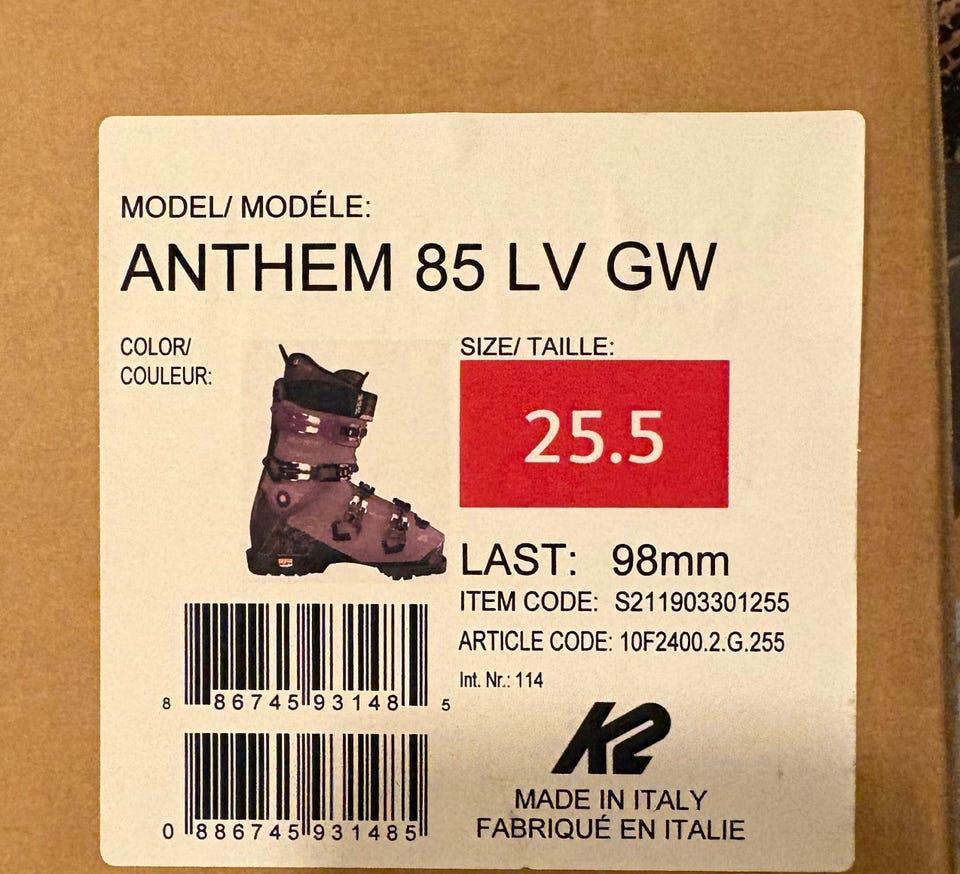 MODEL/ MODÉLE:
ANTHEM 85 LV GW
COLOR/
COULEUR:
SIZE/ TAILLE:
25.5
LAST: 98mm
ITEM CODE: S211903301255
ARTICLE CODE: 10F2400.2.G.255
Int. Nr.: 114
8 86745 93148 5
0 886745 931485
K2
MADE IN ITALY
FABRIQUÉ EN ITALIE